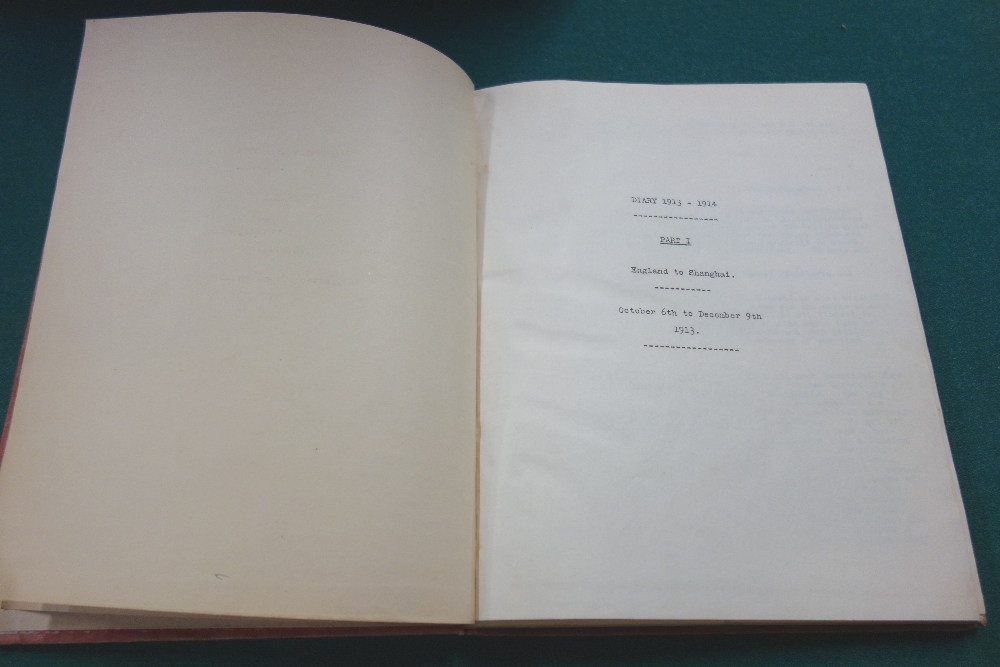 DIARY 1913 - 1914
-----------------
PART I
England to Shanghai.
-----------
October 6th to December 9th
1913.
------------------